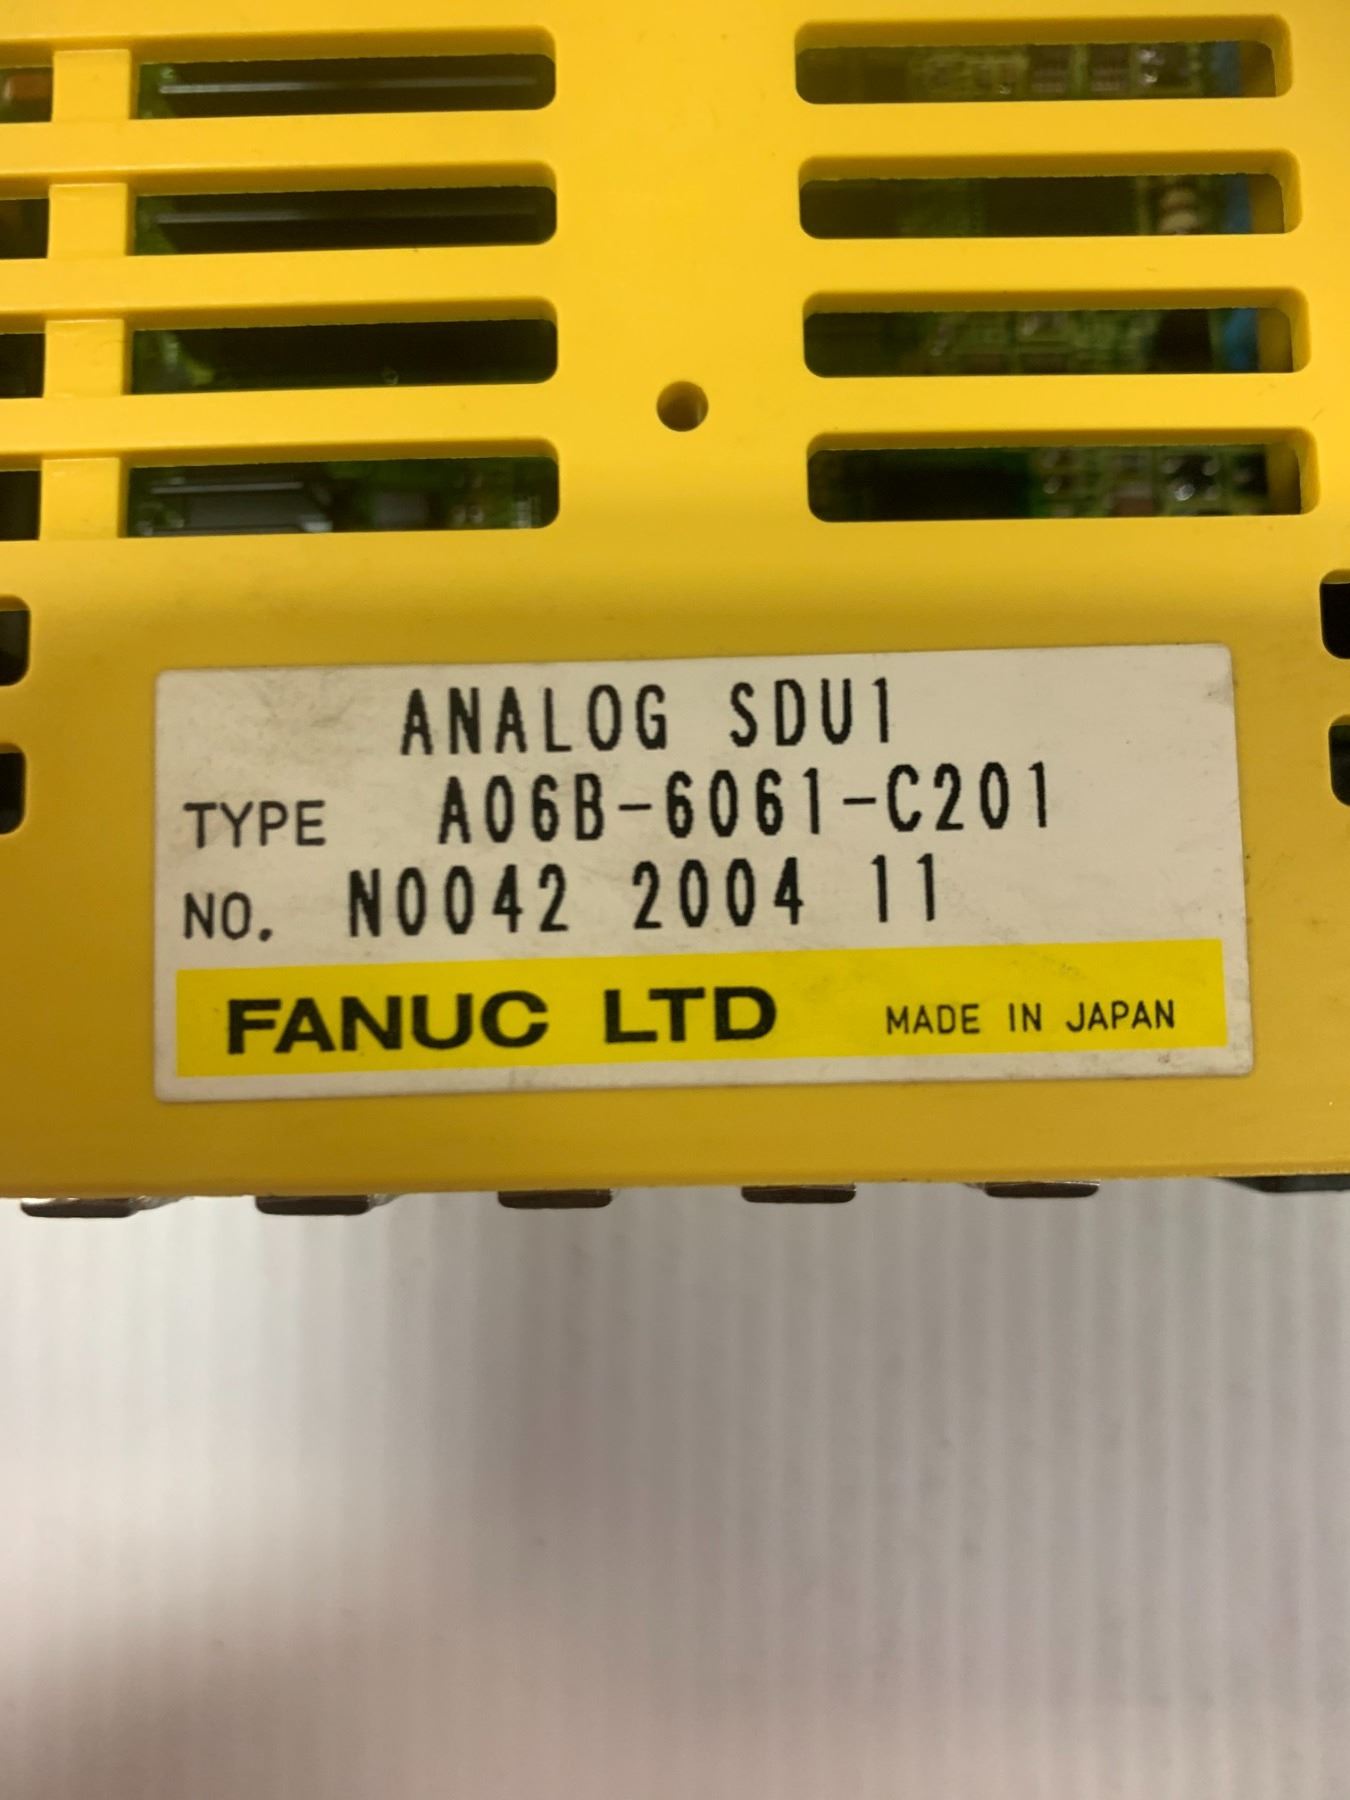 ANALOG SDU1
TYPE A06B-6061-C201
NO. N0042 2004 11
FANUC LTD MADE IN JAPAN